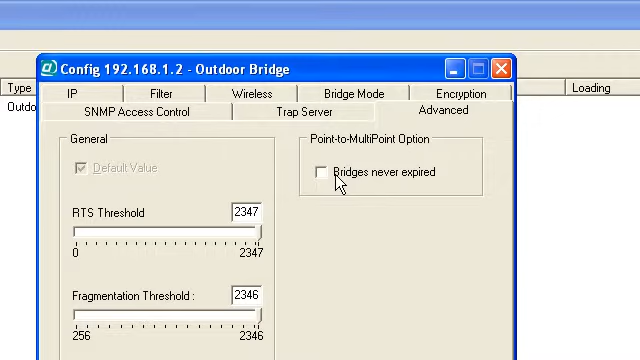 Config 192.168.1.2 - Outdoor Bridge
Type
Loading
Outdo
IP
Filter
Wireless
Bridge Mode
Encryption
SNMP Access Control
Trap Server
Advanced
General
Default Value
RTS Threshold
2347
0
2347
Fragmentation Threshold :
2346
256
2346
Point-to-MultiPoint Option
Bridges never expired